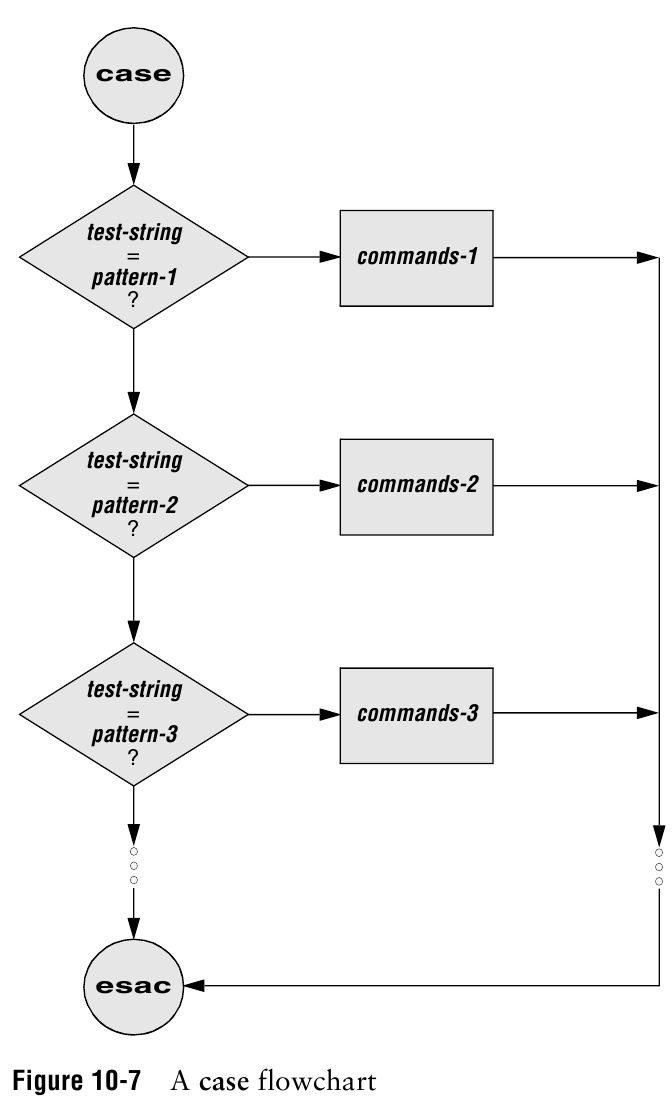 case
test-string
=
pattern-1
?
commands-1
test-string
=
pattern-2
?
commands-2
test-string
=
pattern-3
?
commands-3
esac
Figure 10-7 A case flowchart